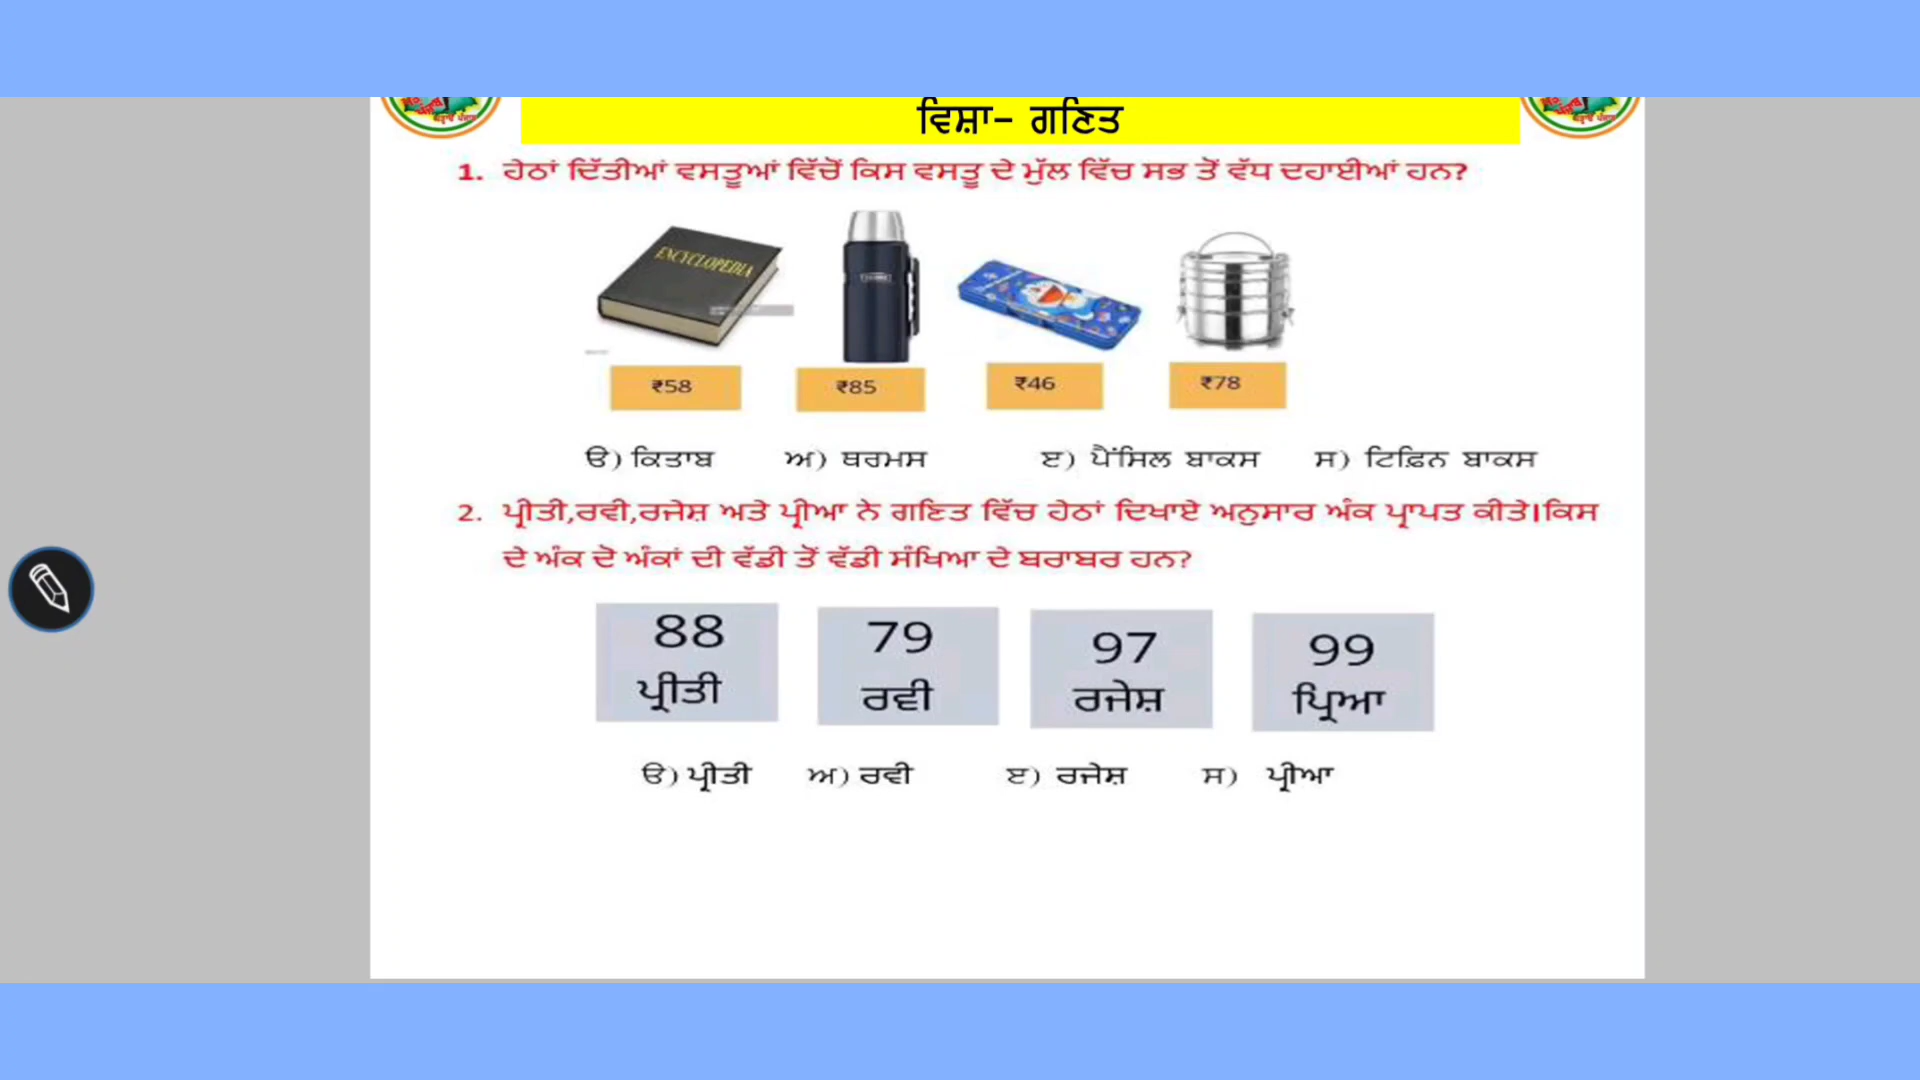 ਵਿਸ਼ਾ- ਗਣਿਤ
1. ਹੇਠਾਂ ਦਿੱਤੀਆਂ ਵਸਤੂਆਂ ਵਿੱਚੋਂ ਕਿਸ ਵਸਤੂ ਦੇ ਮੁੱਲ ਵਿੱਚ ਸਭ ਤੋਂ ਵੱਧ ਦਹਾਈਆਂ ਹਨ?
ENCYCLOPEDIA
₹58 ₹85 ₹46 ₹78
ੳ) ਕਿਤਾਬ ਅ) ਥਰਮਸ ੲ) ਪੈਂਸਿਲ ਬਾਕਸ ਸ) ਟਿਫ਼ਿਨ ਬਾਕਸ
2. ਪ੍ਰੀਤੀ,ਰਵੀ,ਰਜੇਸ਼ ਅਤੇ ਪ੍ਰੀਆ ਨੇ ਗਣਿਤ ਵਿੱਚ ਹੇਠਾਂ ਦਿਖਾਏ ਅਨੁਸਾਰ ਅੰਕ ਪ੍ਰਾਪਤ ਕੀਤੇ।ਕਿਸ
ਦੇ ਅੰਕ ਦੋ ਅੰਕਾਂ ਦੀ ਵੱਡੀ ਤੋਂ ਵੱਡੀ ਸੰਖਿਆ ਦੇ ਬਰਾਬਰ ਹਨ?
88 79 97 99
ਪ੍ਰੀਤੀ ਰਵੀ ਰਜੇਸ਼ ਪ੍ਰਿਆ
ੳ) ਪ੍ਰੀਤੀ ਅ) ਰਵੀ ੲ) ਰਜੇਸ਼ ਸ) ਪ੍ਰੀਆ